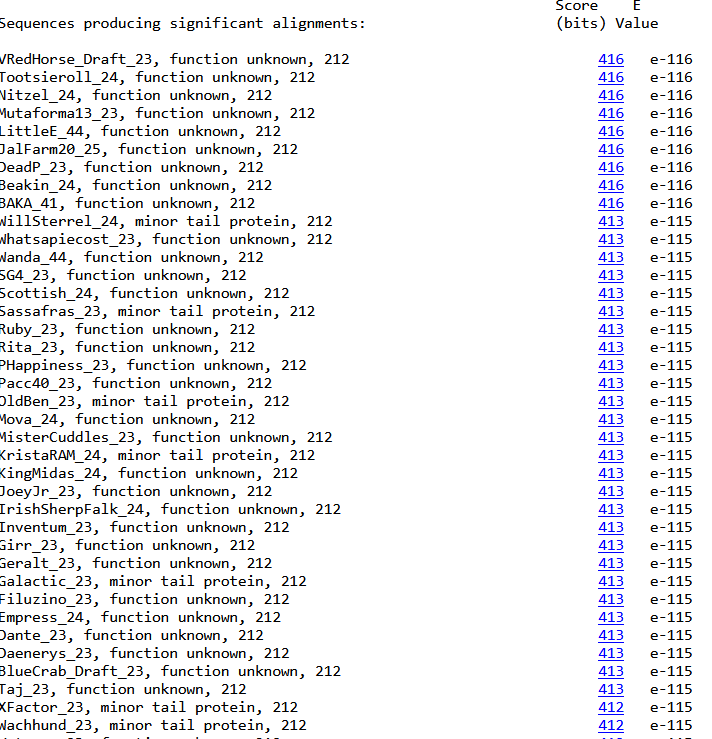 Score E
Sequences producing significant alignments: (bits) Value
VRedHorse_Draft_23, function unknown, 212 416 e-116
Tootsieroll_24, function unknown, 212 416 e-116
Nitzel_24, function unknown, 212 416 e-116
Mutaforma13_23, function unknown, 212 416 e-116
LittleE_44, function unknown, 212 416 e-116
JalFarm20_25, function unknown, 212 416 e-116
DeadP_23, function unknown, 212 416 e-116
Beakin_24, function unknown, 212 416 e-116
BAKA_41, function unknown, 212 416 e-116
WillSterrel_24, minor tail protein, 212 413 e-115
Whatsapiecost_23, function unknown, 212 413 e-115
Wanda_44, function unknown, 212 413 e-115
SG4_23, function unknown, 212 413 e-115
Scottish_24, function unknown, 212 413 e-115
Sassafras_23, minor tail protein, 212 413 e-115
Ruby_23, function unknown, 212 413 e-115
Rita_23, function unknown, 212 413 e-115
PHappiness_23, function unknown, 212 413 e-115
Pacc40_23, function unknown, 212 413 e-115
OldBen_23, minor tail protein, 212 413 e-115
Mova_24, function unknown, 212 413 e-115
MisterCuddles_23, function unknown, 212 413 e-115
KristaRAM_24, minor tail protein, 212 413 e-115
KingMidas_24, function unknown, 212 413 e-115
JoeyJr_23, function unknown, 212 413 e-115
IrishSherpFalk_24, function unknown, 212 413 e-115
Inventum_23, function unknown, 212 413 e-115
Girr_23, function unknown, 212 413 e-115
Geralt_23, function unknown, 212 413 e-115
Galactic_23, minor tail protein, 212 413 e-115
Filuzino_23, function unknown, 212 413 e-115
Empress_24, function unknown, 212 413 e-115
Dante_23, function unknown, 212 413 e-115
Daenerys_23, function unknown, 212 413 e-115
BlueCrab_Draft_23, function unknown, 212 413 e-115
Taj_23, function unknown, 212 413 e-115
XFactor_23, minor tail protein, 212 412 e-115
Wachhund_23, minor tail protein, 212 412 e-115